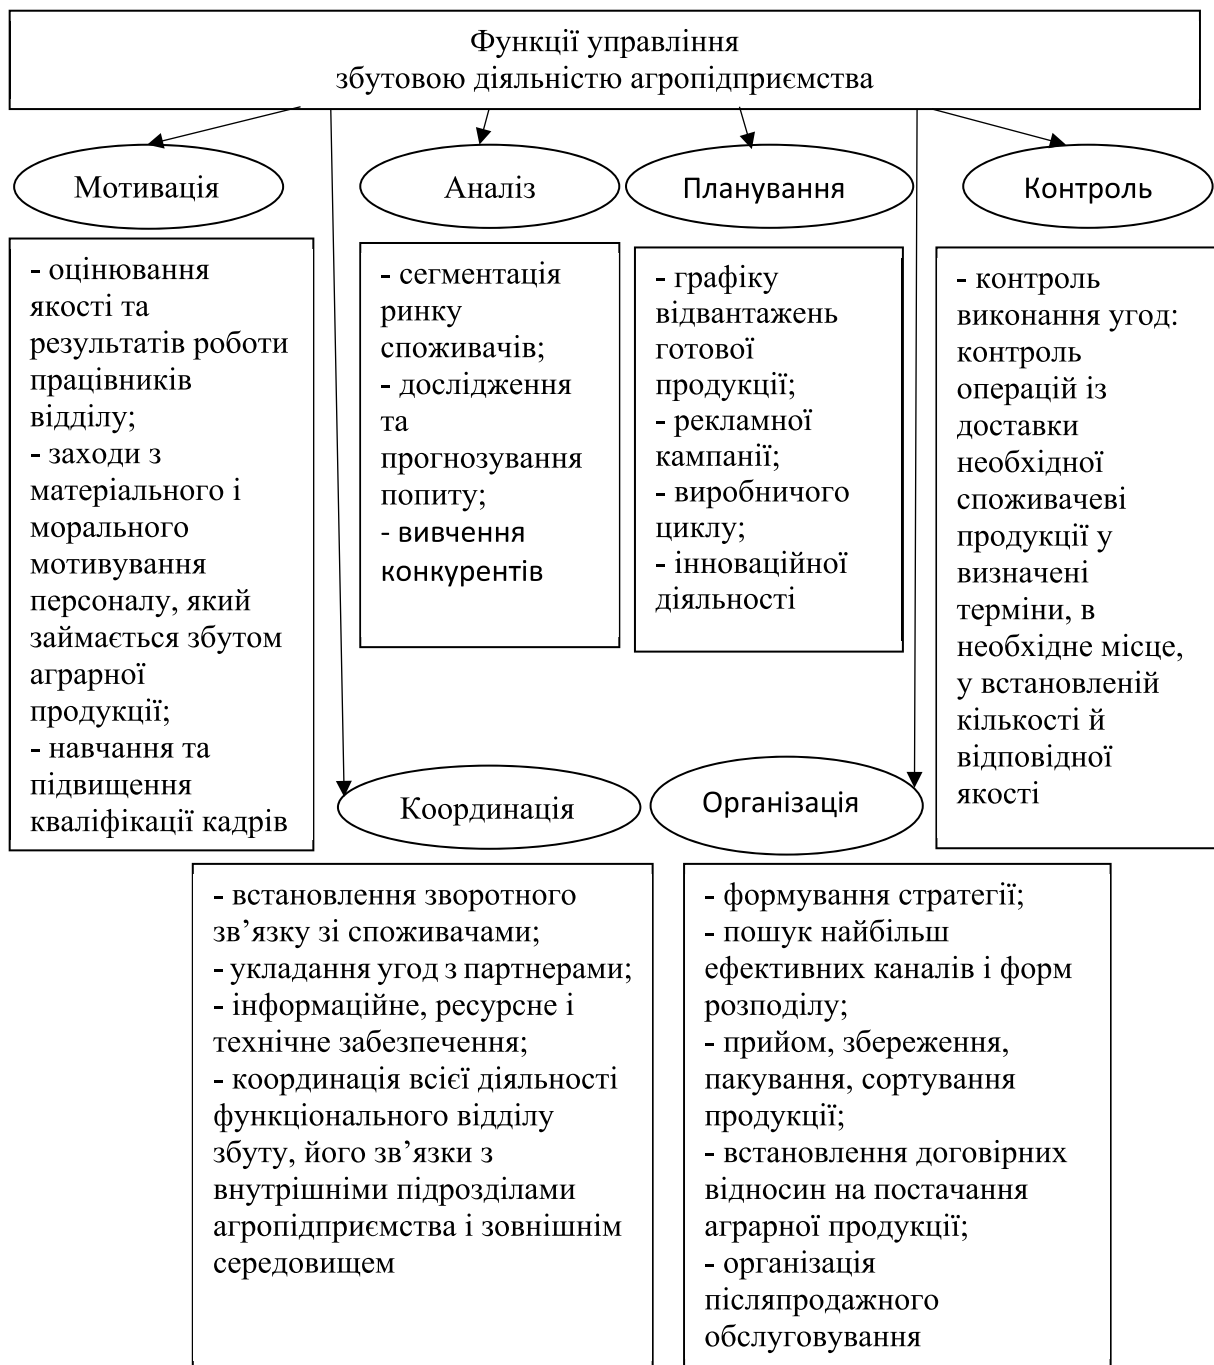 Функції управління
збутовою діяльністю агропідприємства
Мотивація
- оцінювання
якості та
результатів роботи
працівників
відділу;
- заходи з
матеріального і
морального
мотивування
персоналу, який
займається збутом
аграрної
продукції;
- навчання та
підвищення
кваліфікації кадрів
Аналіз
- сегментація
ринку
споживачів;
- дослідження
та
прогнозування
попиту;
- вивчення
конкурентів
Планування
- графіку
відвантажень
готової
продукції;
- рекламної
кампанії;
- виробничого
циклу;
- інноваційної
діяльності
Контроль
- контроль
виконання угод:
контроль
операцій із
доставки
необхідної
споживачеві
продукції у
визначені
терміни, в
необхідне місце,
у встановленій
кількості й
відповідної
якості
Координація
- встановлення зворотного
зв’язку зі споживачами;
- укладання угод з партнерами;
- інформаційне, ресурсне і
технічне забезпечення;
- координація всієї діяльності
функціонального відділу
збуту, його зв’язки з
внутрішніми підрозділами
агропідприємства і зовнішнім
середовищем
Організація
- формування стратегії;
- пошук найбільш
ефективних каналів і форм
розподілу;
- прийом, збереження,
пакування, сортування
продукції;
- встановлення договірних
відносин на постачання
аграрної продукції;
- організація
післяпродажного
обслуговування